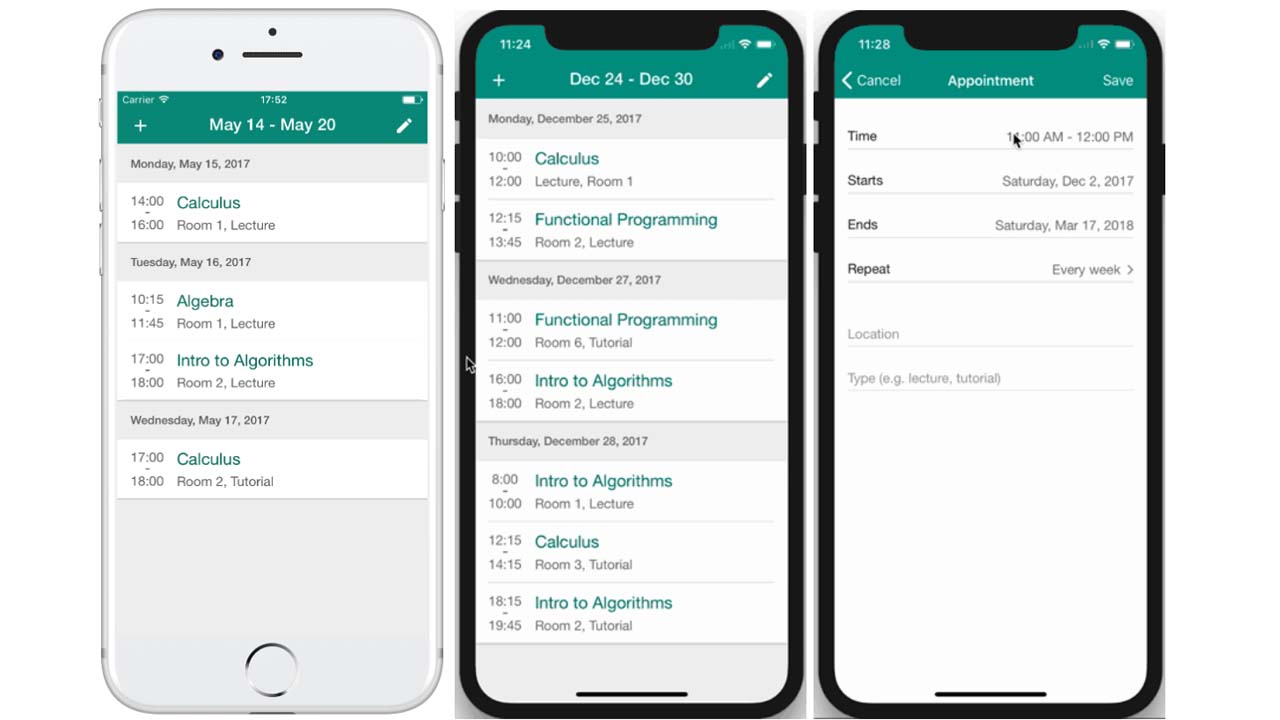 Carrier 17:52
+ May 14 - May 20
Monday, May 15, 2017
14:00 Calculus
-
16:00 Room 1, Lecture
Tuesday, May 16, 2017
10:15 Algebra
-
11:45 Room 1, Lecture
17:00 Intro to Algorithms
-
18:00 Room 2, Lecture
Wednesday, May 17, 2017
17:00 Calculus
-
18:00 Room 2, Tutorial
11:24
+ Dec 24 - Dec 30
Monday, December 25, 2017
10:00 Calculus
-
12:00 Lecture, Room 1
12:15 Functional Programming
-
13:45 Room 2, Lecture
Wednesday, December 27, 2017
11:00 Functional Programming
-
12:00 Room 6, Tutorial
16:00 Intro to Algorithms
-
18:00 Room 2, Lecture
Thursday, December 28, 2017
8:00 Intro to Algorithms
-
10:00 Room 1, Lecture
12:15 Calculus
-
14:15 Room 3, Tutorial
18:15 Intro to Algorithms
-
19:45 Room 2, Tutorial
11:28
Cancel Appointment Save
Time 11:00 AM - 12:00 PM
Starts Saturday, Dec 2, 2017
Ends Saturday, Mar 17, 2018
Repeat Every week
Location
Type (e.g. lecture, tutorial)